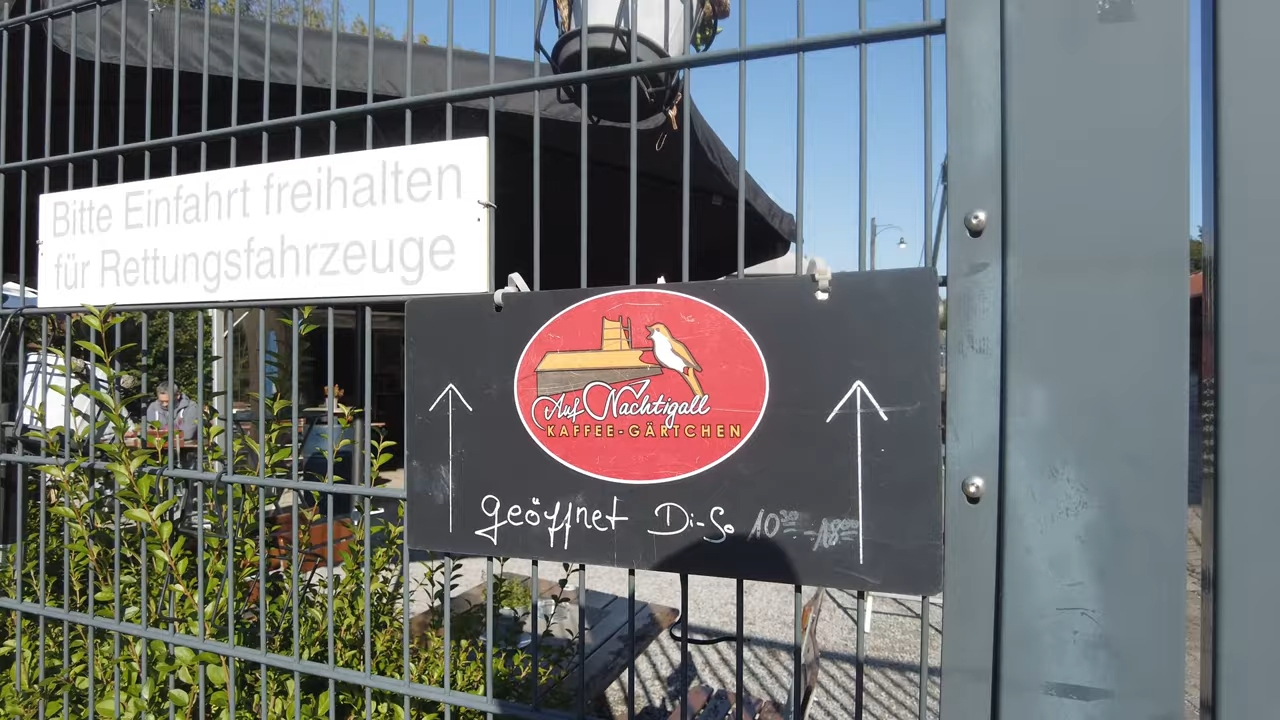 Bitte Einfahrt freihalten
für Rettungsfahrzeuge
Auf Nachtigall
KAFFEE-GÄRTCHEN
geöffnet Di-So 10³⁰-18⁰⁰